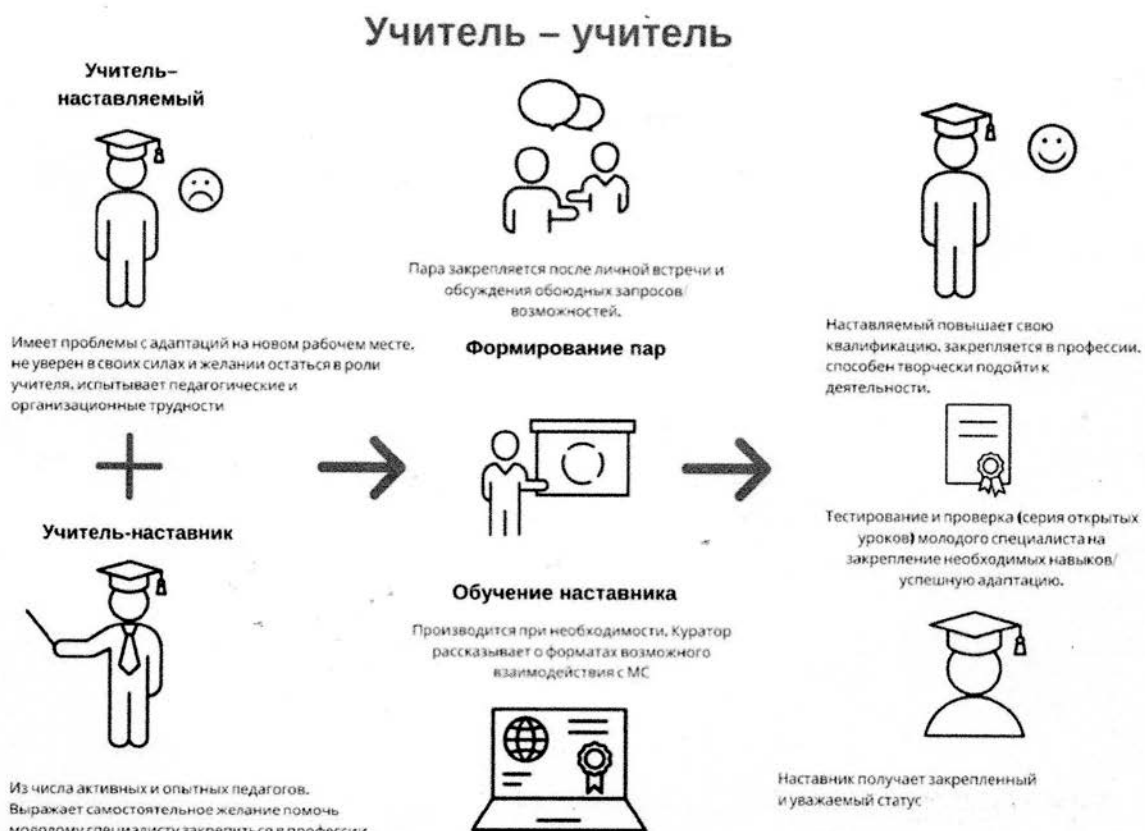 Учитель – учитель
Учитель–
наставляемый
Имеет проблемы с адаптаций на новом рабочем месте,
не уверен в своих силах и желании остаться в роли
учителя, испытывает педагогические и
организационные трудности
Учитель-наставник
Из числа активных и опытных педагогов.
Выражает самостоятельное желание помочь
молодому специалисту закрепиться в профессии
Пара закрепляется после личной встречи и
обсуждения обоюдных запросов/
возможностей.
Формирование пар
Обучение наставника
Производится при необходимости. Куратор
рассказывает о форматах возможного
взаимодействия с МС
Наставляемый повышает свою
квалификацию, закрепляется в профессии.
способен творчески подойти к
деятельности.
Тестирование и проверка (серия открытых
уроков) молодого специалиста на
закрепление необходимых навыков/
успешную адаптацию.
Наставник получает закрепленный
и уважаемый статус